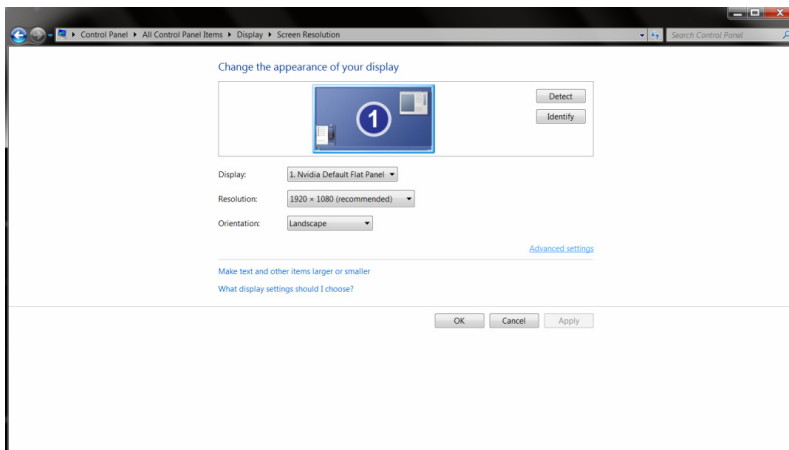 Control Panel ▸ All Control Panel Items ▸ Display ▸ Screen Resolution
Search Control Panel
Change the appearance of your display
1
Detect
Identify
Display: 1. Nvidia Default Flat Panel
Resolution: 1920 × 1080 (recommended)
Orientation: Landscape
Advanced settings
Make text and other items larger or smaller
What display settings should I choose?
OK Cancel Apply